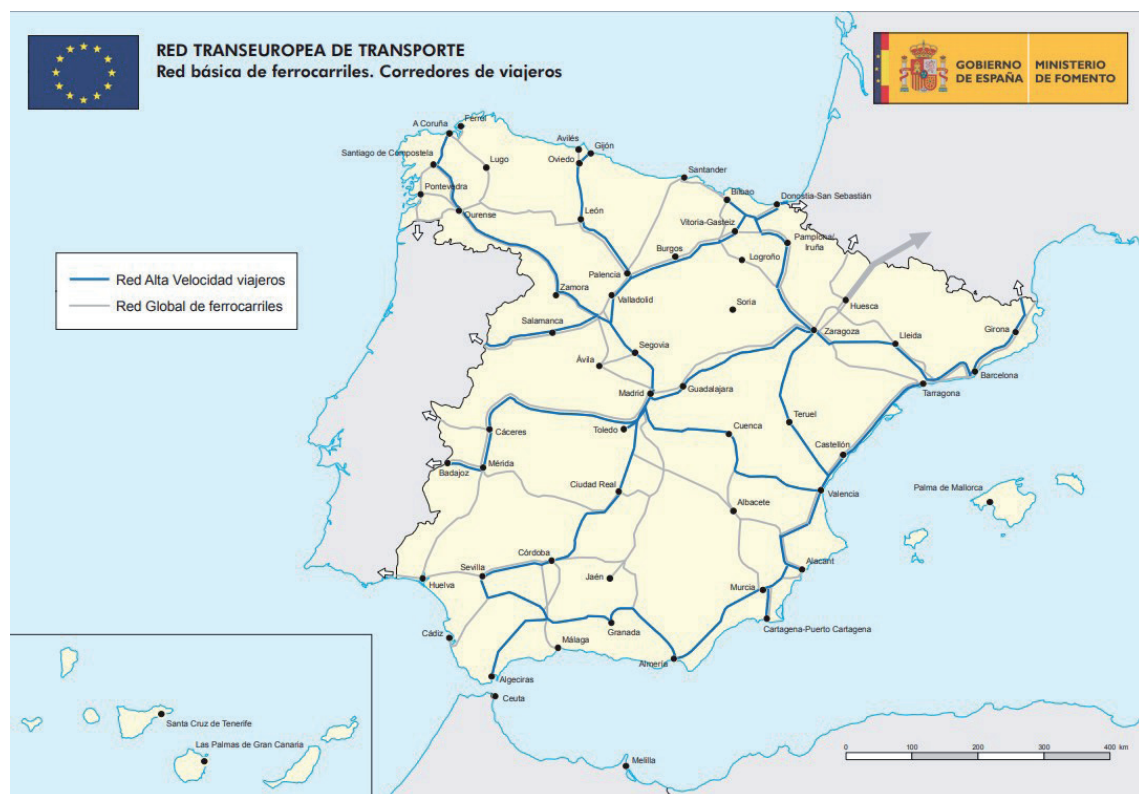 RED TRANSEUROPEA DE TRANSPORTE
Red básica de ferrocarriles. Corredores de viajeros
GOBIERNO
DE ESPAÑA
MINISTERIO
DE FOMENTO
Ferrol
A Coruña
Avilés
Gijón
Santiago de Compostela
Lugo
Oviedo
Santander
Bilbao
Donostia-San Sebastián
Pontevedra
Ourense
León
Vitoria-Gasteiz
Pamplona/
Iruña
Burgos
Logroño
Red Alta Velocidad viajeros
Red Global de ferrocarriles
Palencia
Zamora
Valladolid
Soria
Huesca
Salamanca
Zaragoza
Lleida
Girona
Segovia
Ávila
Barcelona
Madrid
Guadalajara
Tarragona
Teruel
Cáceres
Toledo
Cuenca
Castellón
Badajoz
Mérida
Ciudad Real
Valencia
Palma de Mallorca
Albacete
Córdoba
Sevilla
Jaén
Alacant
Huelva
Murcia
Cartagena-Puerto Cartagena
Cádiz
Granada
Málaga
Almería
Algeciras
Ceuta
Santa Cruz de Tenerife
Las Palmas de Gran Canaria
Melilla
0 100 200 300 400 km